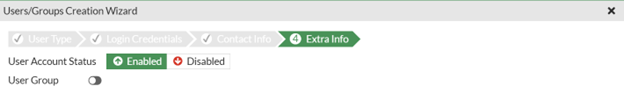 Users/Groups Creation Wizard
User Type Login Credentials Contact Info 4 Extra Info
User Account Status Enabled Disabled
User Group